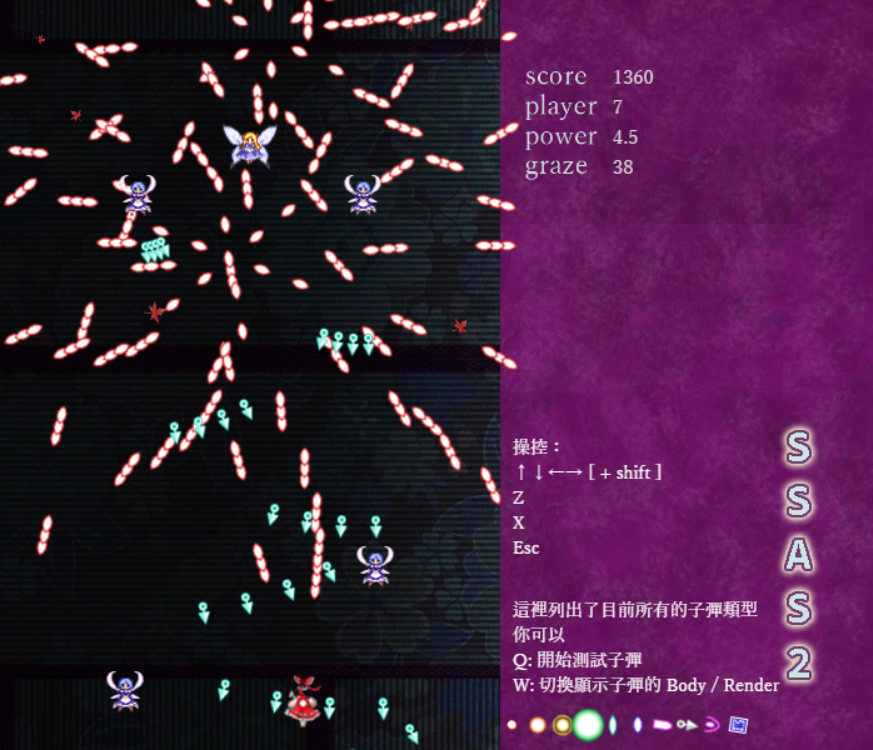 score 1360
player 7
power 4.5
graze 38
操控：
↑↓←→ [ + shift ]
Z
X
Esc
這裡列出了目前所有的子彈類型
你可以
Q: 開始測試子彈
W: 切換顯示子彈的 Body / Render
S
S
A
S
2